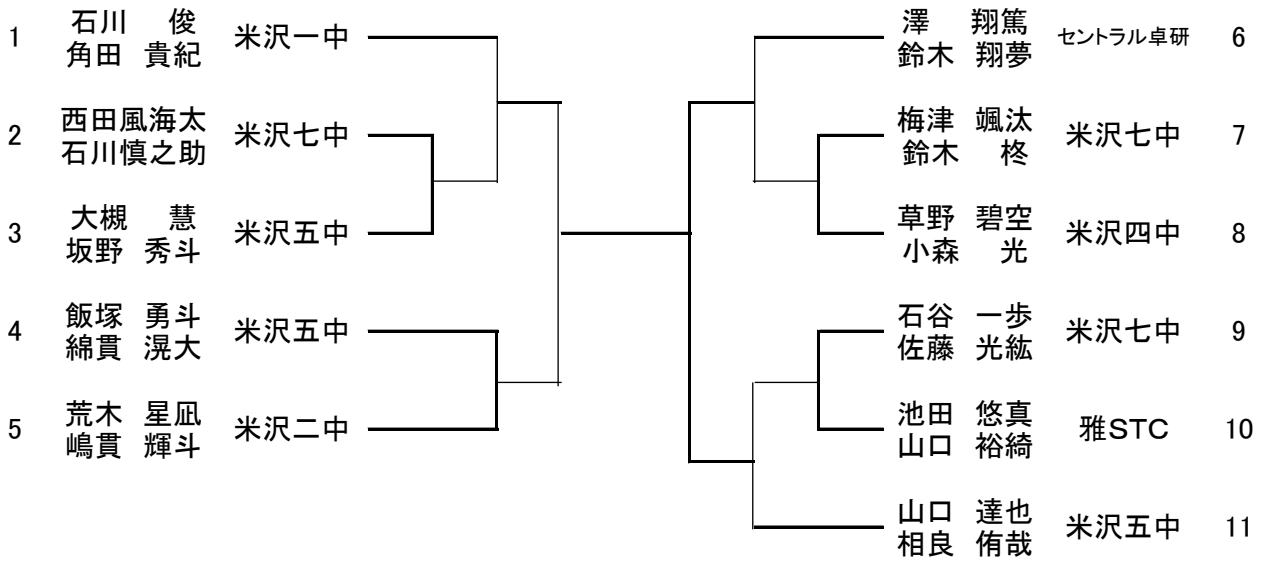 1 石川　俊 米沢一中
角田 貴紀
2 西田風海太 米沢七中
石川慎之助
3 大槻　慧 米沢五中
坂野 秀斗
4 飯塚 勇斗 米沢五中
綿貫 滉大
5 荒木 星凪 米沢二中
嶋貫 輝斗
澤　翔篤 セントラル卓研 6
鈴木 翔夢
梅津 颯汰 米沢七中 7
鈴木　柊
草野 碧空 米沢四中 8
小森　光
石谷 一歩 米沢七中 9
佐藤 光紘
池田 悠真 雅STC 10
山口 裕綺
山口 達也 米沢五中 11
相良 侑哉